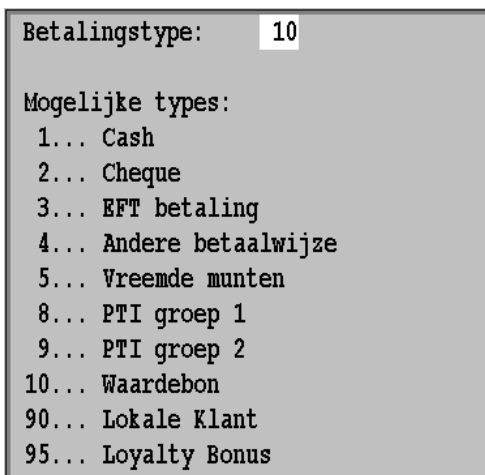 Betalingstype: 10
Mogelijke types:
1... Cash
2... Cheque
3... EFT betaling
4... Andere betaalwijze
5... Vreemde munten
8... PTI groep 1
9... PTI groep 2
10... Waardebon
90... Lokale Klant
95... Loyalty Bonus